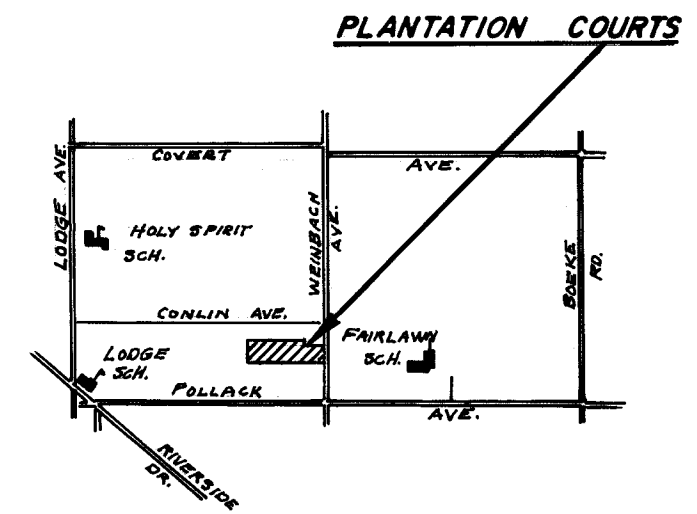 PLANTATION COURTS
COVERT
AVE.
LODGE AVE.
HOLY SPIRIT
SCH.
WEINBACH
AVE.
BOEKE
RD.
CONLIN AVE.
FAIRLAWN
SCH.
LODGE
SCH.
POLLACK
AVE.
RIVERSIDE
DR.